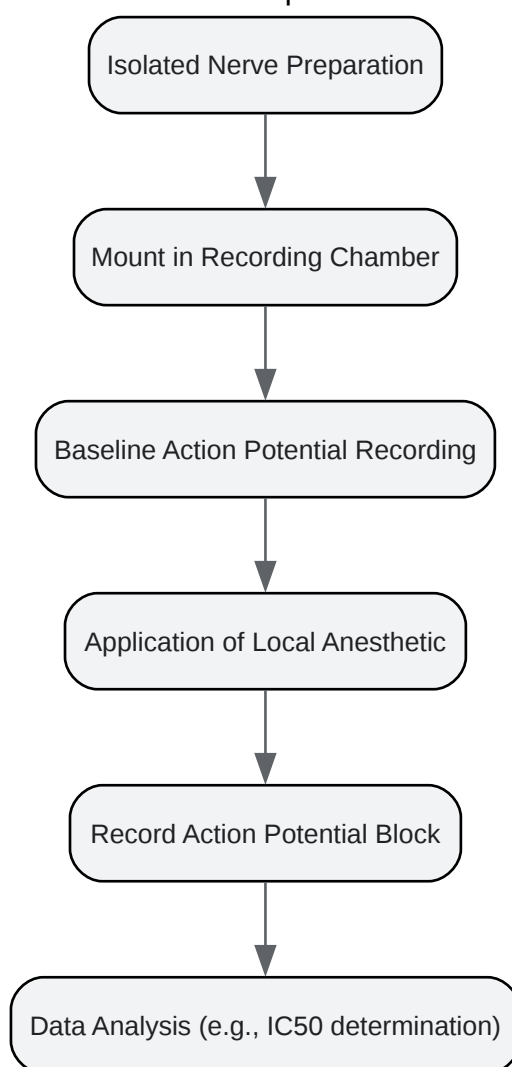 Isolated Nerve Preparation
Mount in Recording Chamber
Baseline Action Potential Recording
Application of Local Anesthetic
Record Action Potential Block
Data Analysis (e.g., IC50 determination)